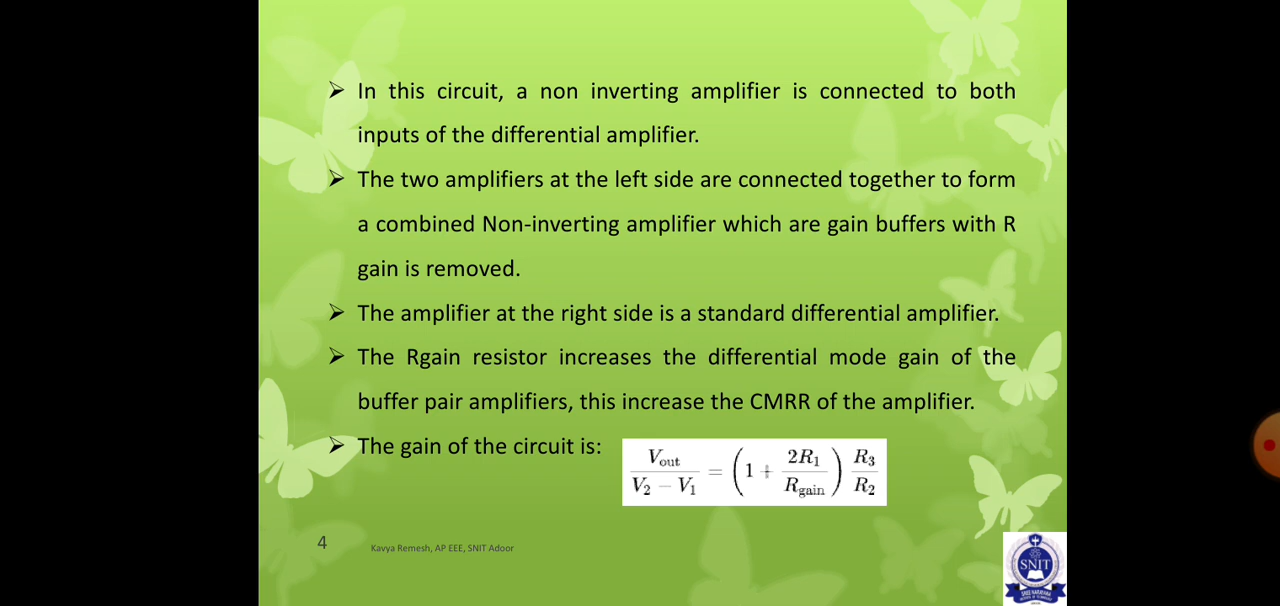 ➢ In this circuit, a non inverting amplifier is connected to both
inputs of the differential amplifier.
➢ The two amplifiers at the left side are connected together to form
a combined Non-inverting amplifier which are gain buffers with R
gain is removed.
➢ The amplifier at the right side is a standard differential amplifier.
➢ The Rgain resistor increases the differential mode gain of the
buffer pair amplifiers, this increase the CMRR of the amplifier.
➢ The gain of the circuit is: Vout / (V2 − V1) = (1 + 2R1 / Rgain) R3 / R2
4 Kavya Remesh, AP EEE, SNIT Adoor
SNIT